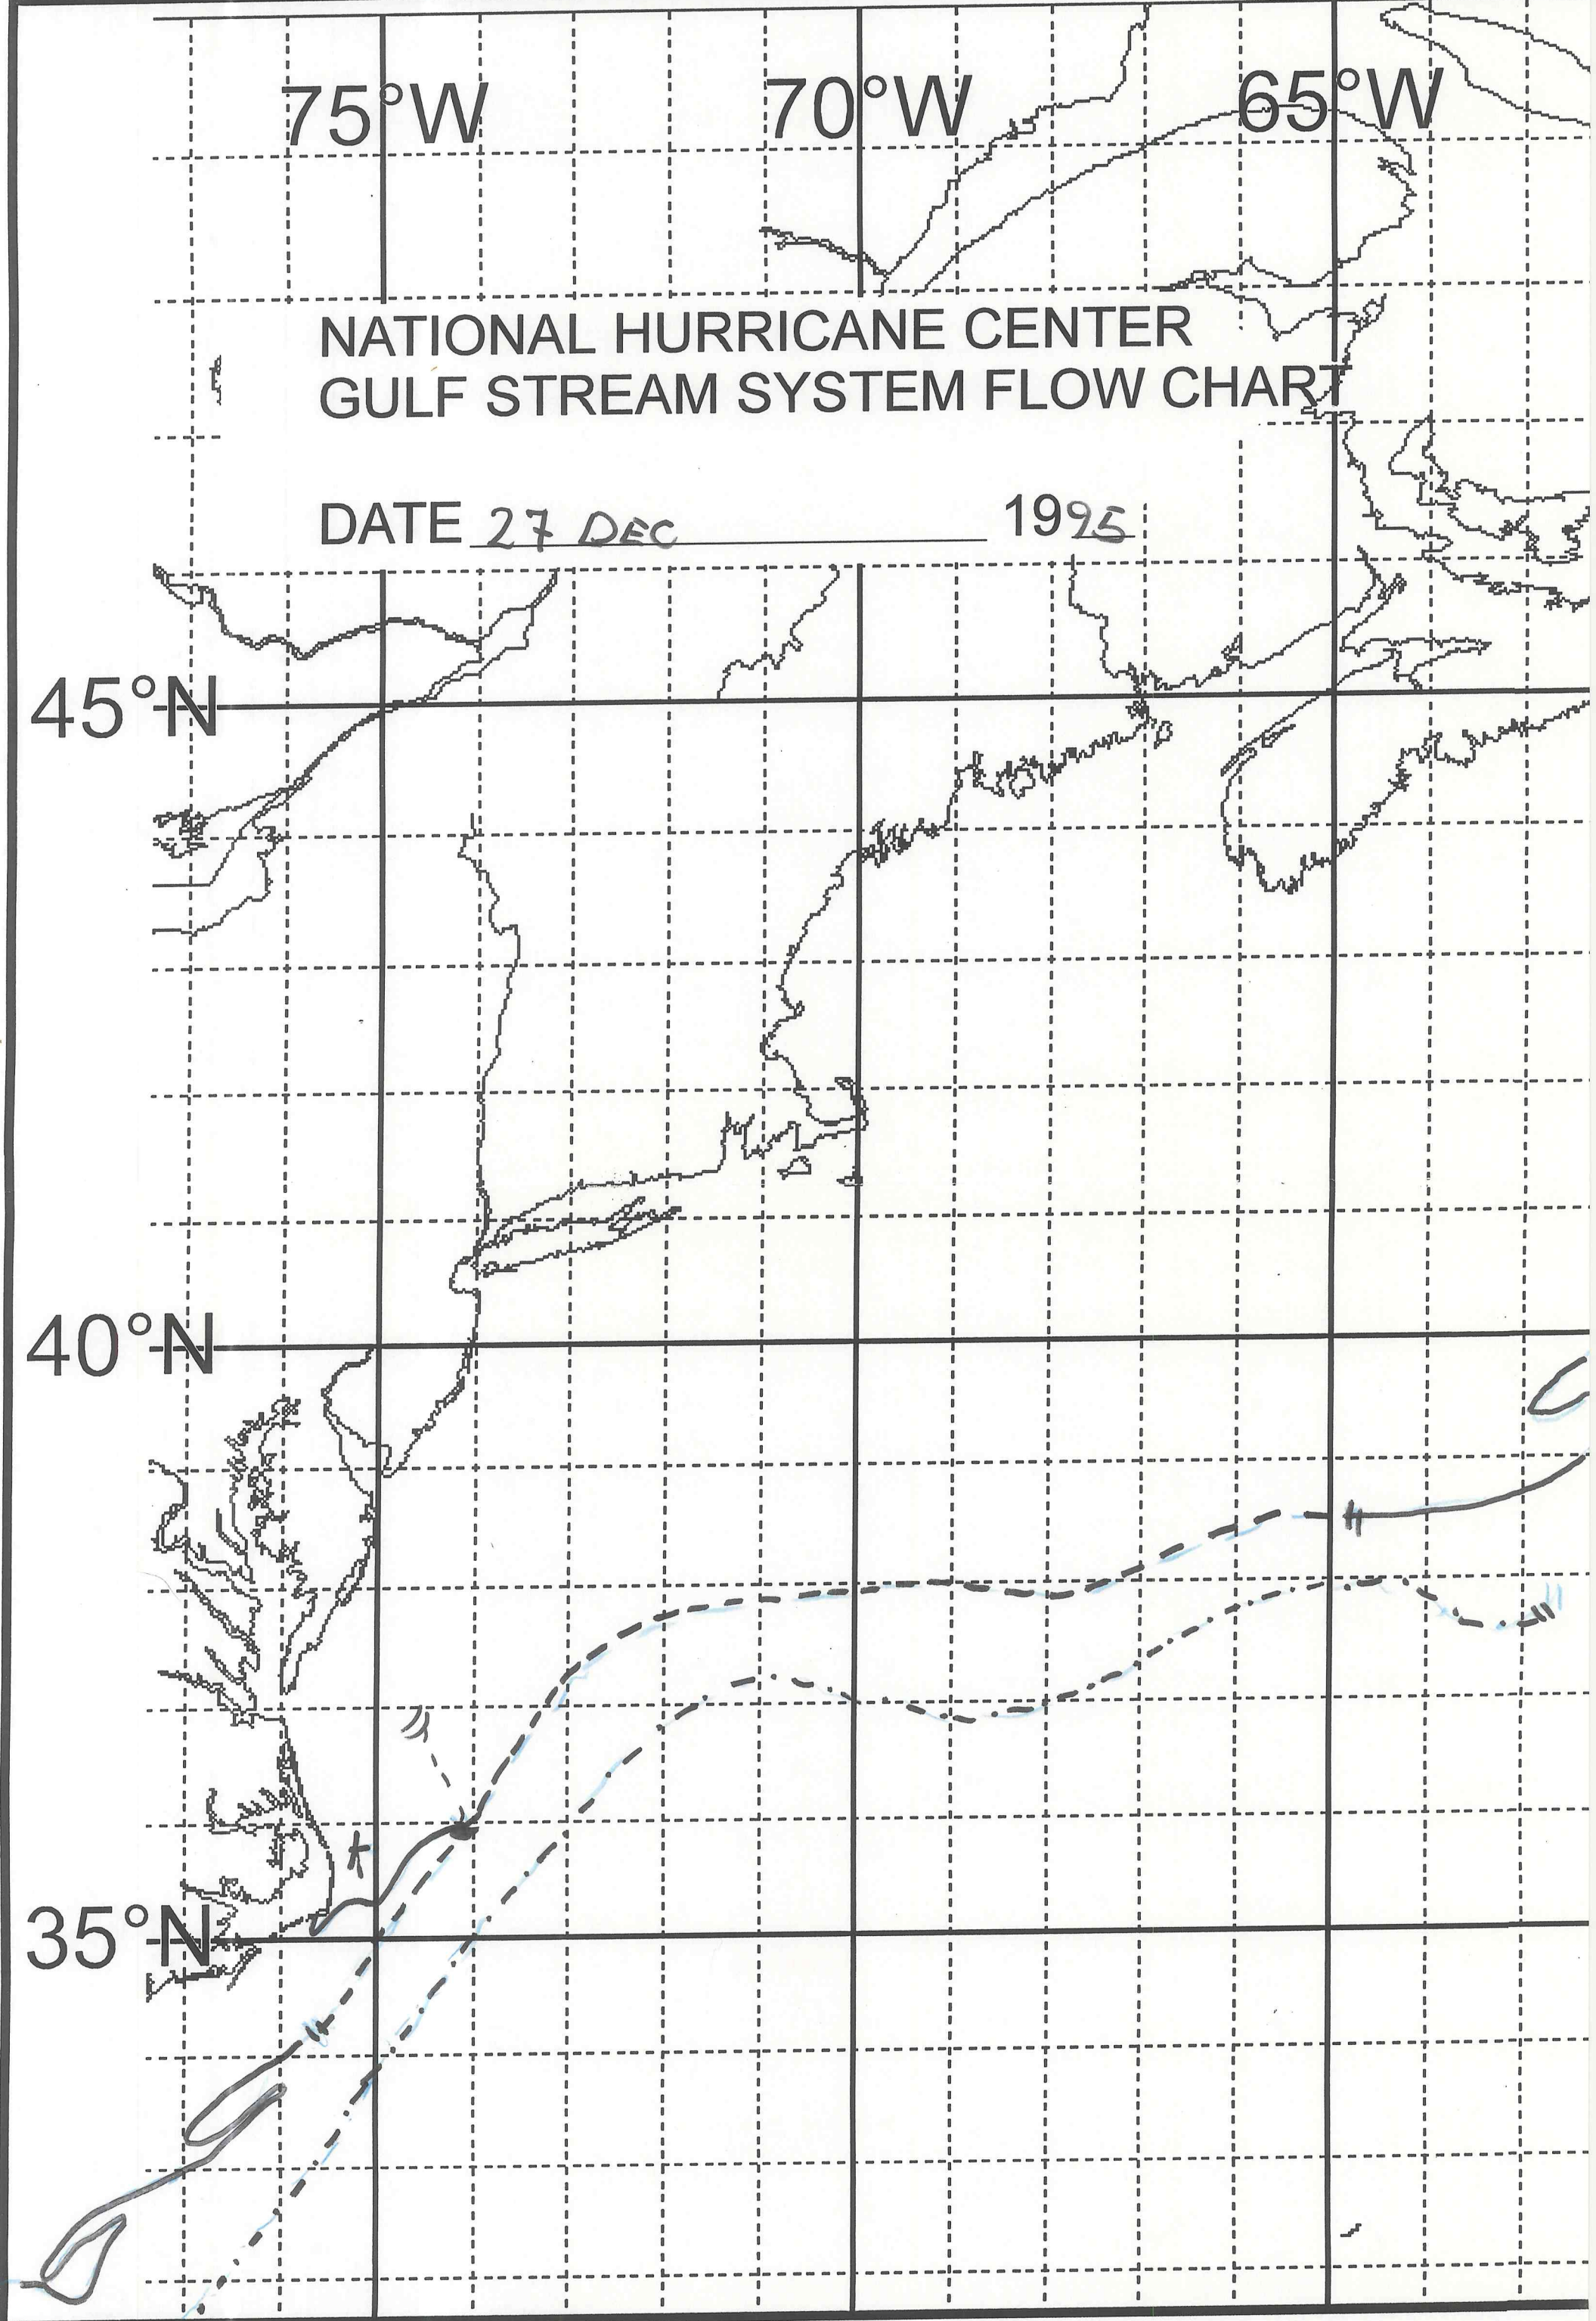 75°W 70°W 65°W
NATIONAL HURRICANE CENTER
GULF STREAM SYSTEM FLOW CHART
DATE 27 DEC 1995
45°N
40°N
35°N